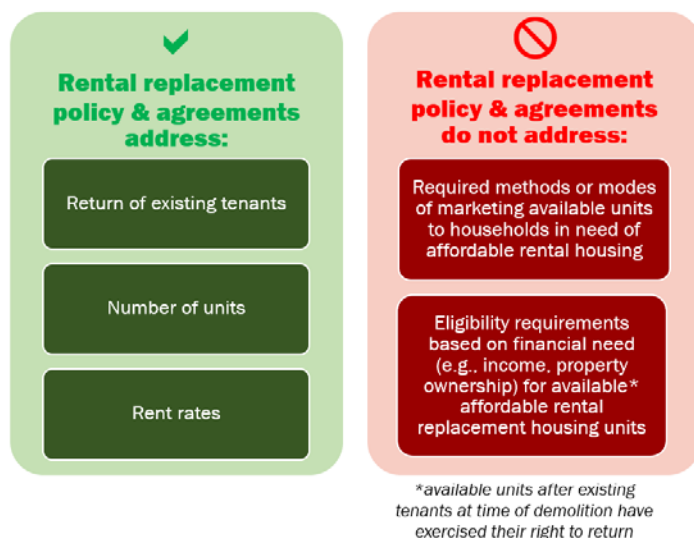 Rental replacement
policy & agreements
address:
Return of existing tenants
Number of units
Rent rates
Rental replacement
policy & agreements
do not address:
Required methods or modes
of marketing available units
to households in need of
affordable rental housing
Eligibility requirements
based on financial need
(e.g., income, property
ownership) for available*
affordable rental
replacement housing units
*available units after existing
tenants at time of demolition have
exercised their right to return